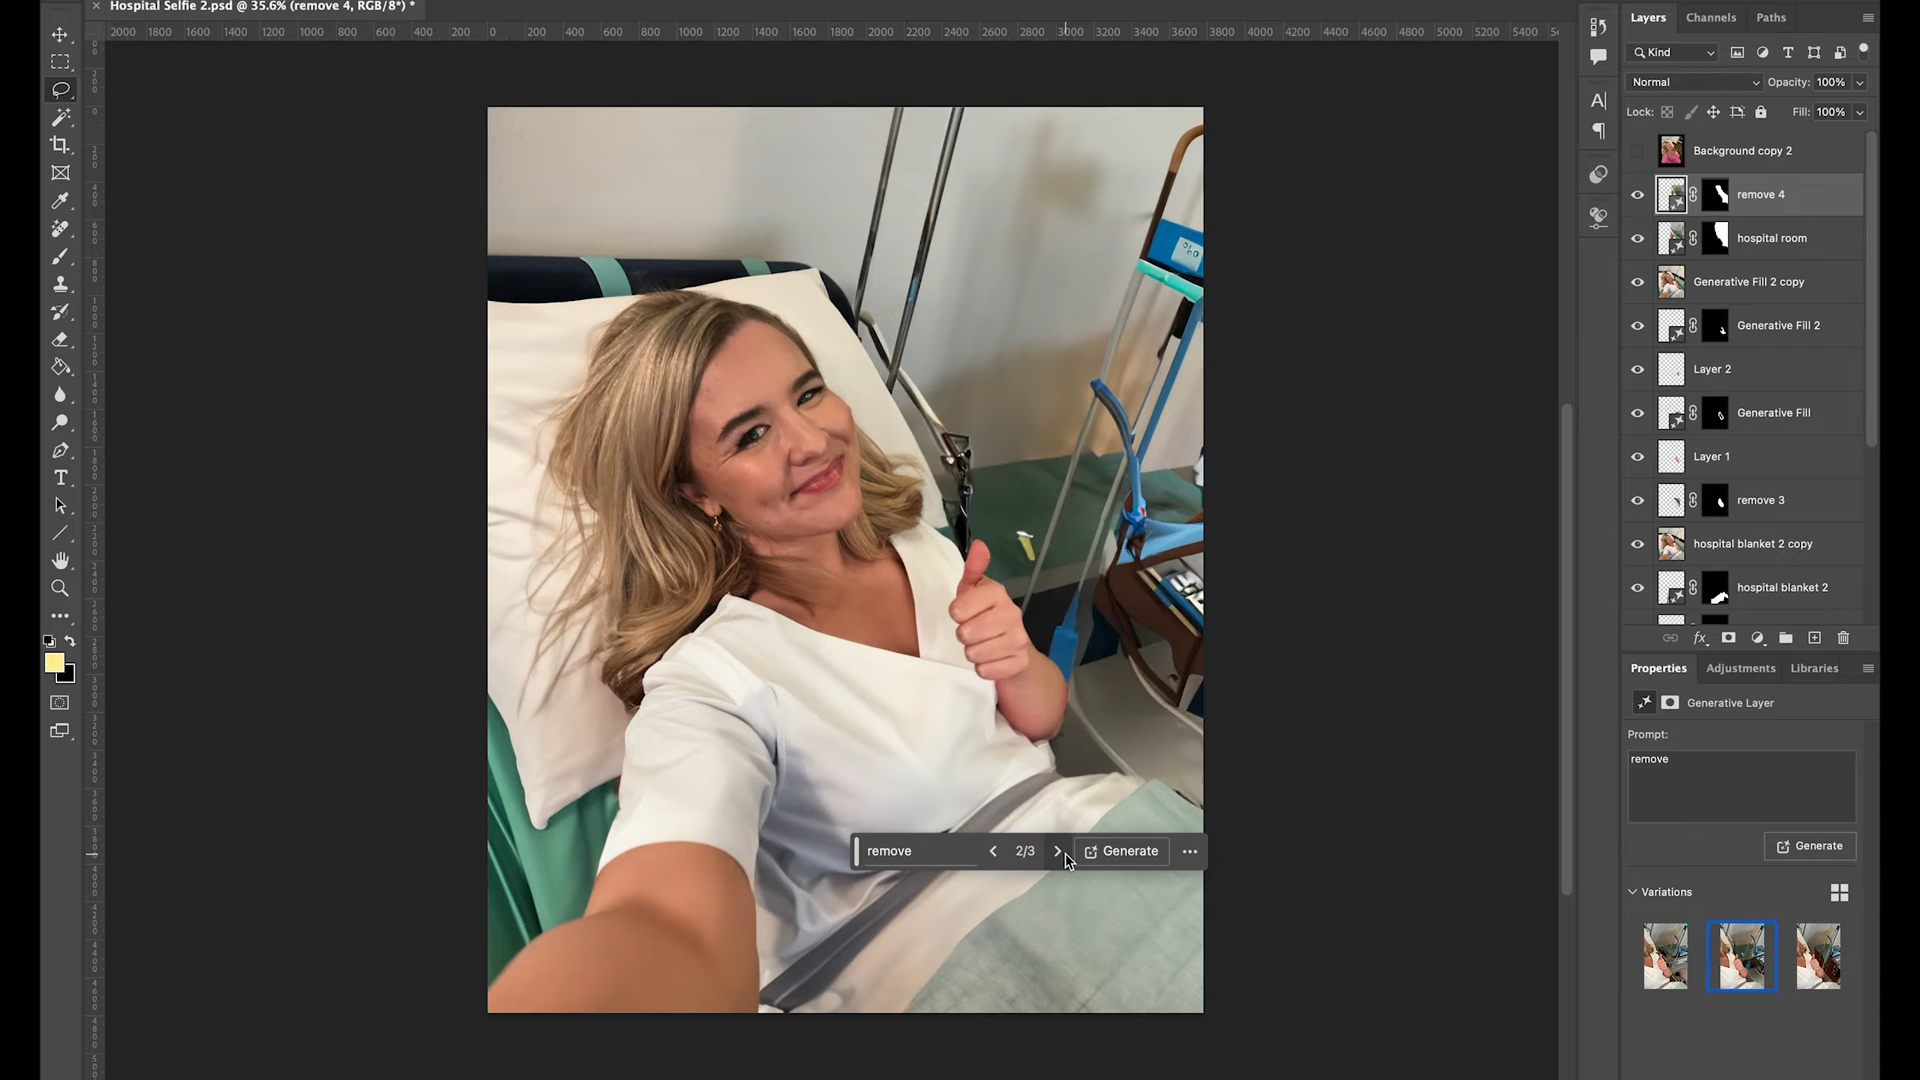 Hospital Selfie 2.psd @ 35.6% (remove 4, RGB/8*) *
2000 1800 1600 1400 1200 1000 800 600 400 200 0 200 400 600 800 1000 1200 1400 1600 1800 2000 2200 2400 2600 2800 3000 3200 3400 3600 3800 4000 4200 4400 4600 4800 5000 5200 5400
Layers Channels Paths
Kind
Normal Opacity: 100%
Lock: Fill: 100%
Background copy 2
remove 4
hospital room
Generative Fill 2 copy
Generative Fill 2
Layer 2
Generative Fill
Layer 1
remove 3
hospital blanket 2 copy
hospital blanket 2
fx
Properties Adjustments Libraries
Generative Layer
Prompt:
remove
Generate
Variations
remove 2/3 Generate